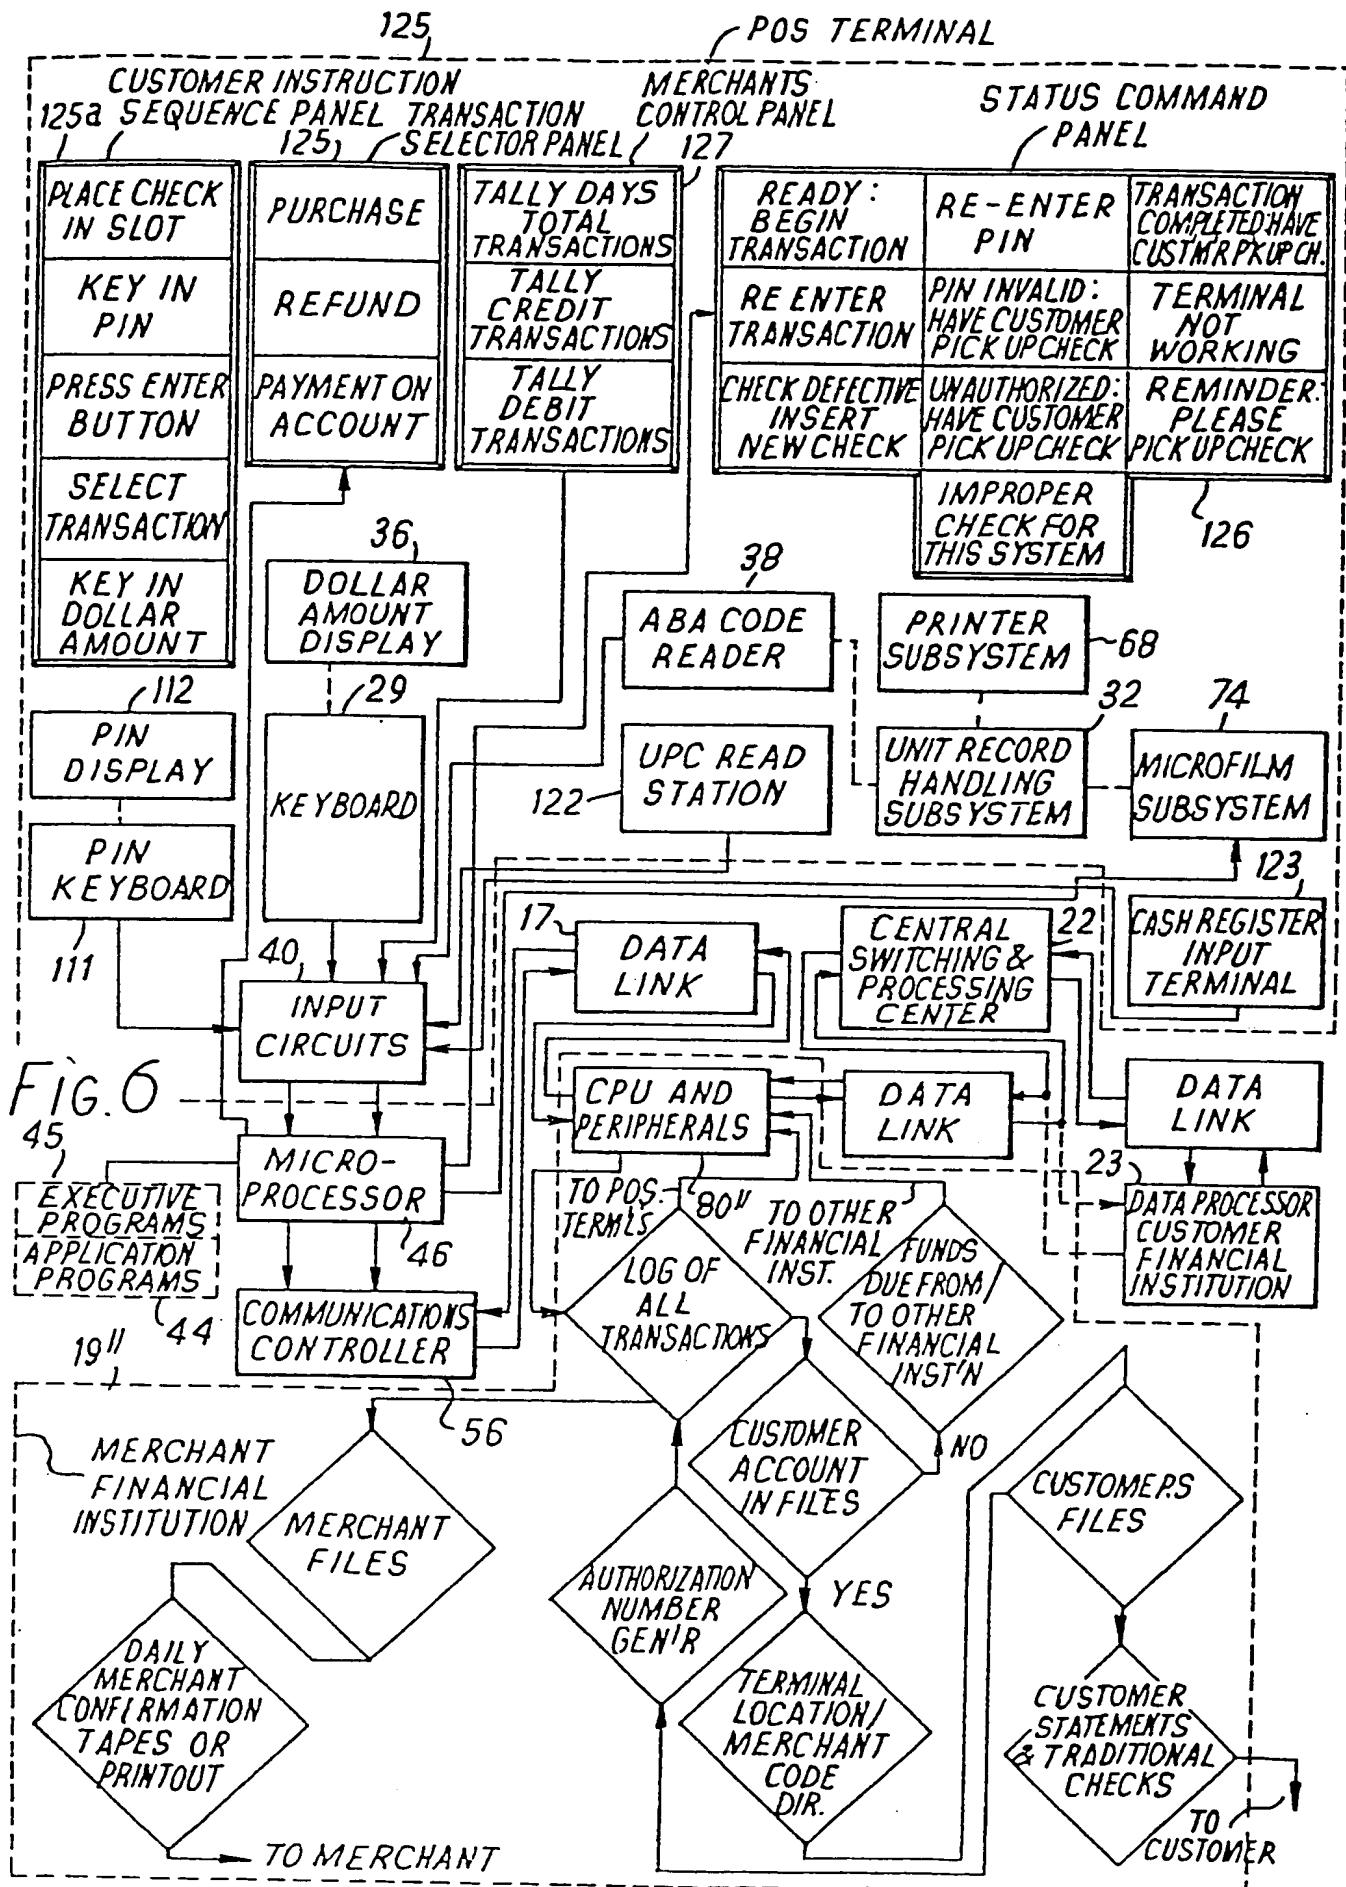 125
POS TERMINAL
CUSTOMER INSTRUCTION
SEQUENCE PANEL
125a
TRANSACTION
SELECTOR PANEL
125
MERCHANTS
CONTROL PANEL
127
STATUS COMMAND
PANEL
PLACE CHECK
IN SLOT
KEY IN
PIN
PRESS ENTER
BUTTON
SELECT
TRANSACTION
KEY IN
DOLLAR
AMOUNT
PURCHASE
REFUND
PAYMENT ON
ACCOUNT
TALLY DAYS
TOTAL
TRANSACTIONS
TALLY
CREDIT
TRANSACTIONS
TALLY
DEBIT
TRANSACTIONS
READY:
BEGIN
TRANSACTION
RE-ENTER
PIN
TRANSACTION
COMPLETED:HAVE
CUSTMR PKUP CH.
RE ENTER
TRANSACTION
PIN INVALID:
HAVE CUSTOMER
PICK UP CHECK
TERMINAL
NOT
WORKING
CHECK DEFECTIVE
INSERT
NEW CHECK
UNAUTHORIZED:
HAVE CUSTOMER
PICK UP CHECK
REMINDER:
PLEASE
PICK UP CHECK
IMPROPER
CHECK FOR
THIS SYSTEM
126
36
DOLLAR
AMOUNT
DISPLAY
38
ABA CODE
READER
PRINTER
SUBSYSTEM
68
112
PIN
DISPLAY
29
KEYBOARD
UPC READ
STATION
122
32
UNIT RECORD
HANDLING
SUBSYSTEM
74
MICROFILM
SUBSYSTEM
PIN
KEYBOARD
111
123
CASH REGISTER
INPUT
TERMINAL
40
INPUT
CIRCUITS
17
DATA
LINK
CENTRAL
SWITCHING &
PROCESSING
CENTER
22
FIG. 6
CPU AND
PERIPHERALS
80"
DATA
LINK
DATA
LINK
45
EXECUTIVE
PROGRAMS
APPLICATION
PROGRAMS
44
MICRO-
PROCESSOR
46
23
DATA PROCESSOR
CUSTOMER
FINANCIAL
INSTITUTION
TO POS.
TERM'LS
TO OTHER
FINANCIAL
INST.
COMMUNICATIONS
CONTROLLER
56
LOG OF
ALL
TRANSACTIONS
FUNDS
DUE FROM/
TO OTHER
FINANCIAL
INST'N
19"
MERCHANT
FINANCIAL
INSTITUTION
MERCHANT
FILES
CUSTOMER
ACCOUNT
IN FILES
NO
YES
CUSTOMERS
FILES
AUTHORIZATION
NUMBER
GEN'R
DAILY
MERCHANT
CONFIRMATION
TAPES OR
PRINTOUT
TERMINAL
LOCATION/
MERCHANT
CODE
DIR.
CUSTOMER
STATEMENTS
& TRADITIONAL
CHECKS
TO
CUSTOMER
TO MERCHANT